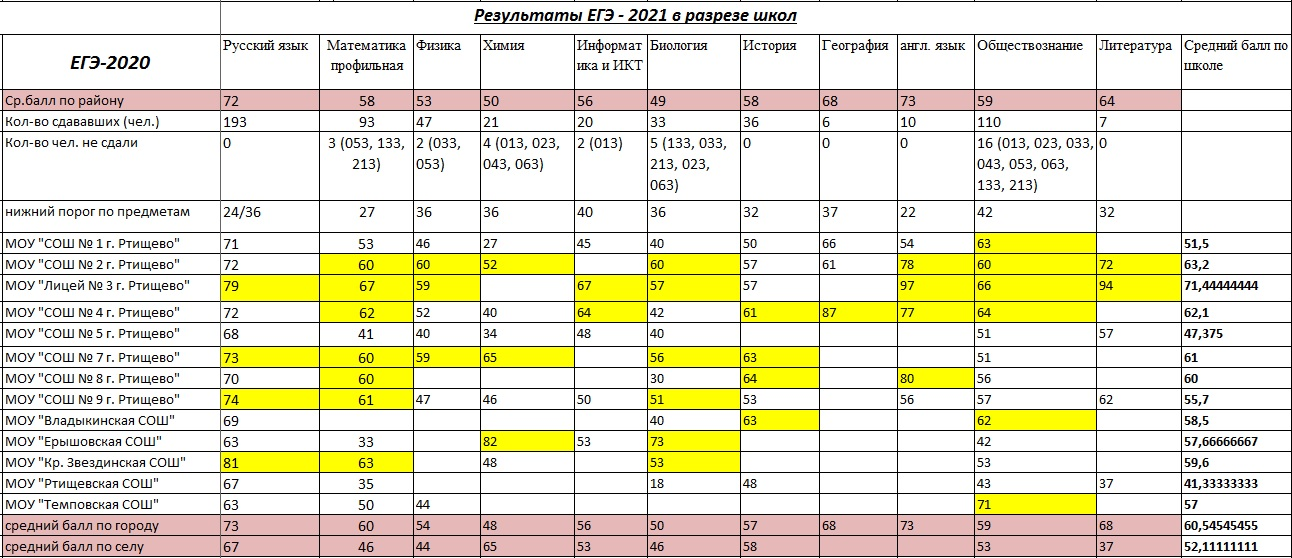 Результаты ЕГЭ - 2021 в разрезе школ
ЕГЭ-2020 Русский язык Математика профильная Физика Химия Информат ика и ИКТ Биология История География англ. язык Обществознание Литература Средний балл по школе
Ср.балл по району 72 58 53 50 56 49 58 68 73 59 64
Кол-во сдававших (чел.) 193 93 47 21 20 33 36 6 10 110 7
Кол-во чел. не сдали 0 3 (053, 133, 213) 2 (033, 053) 4 (013, 023, 043, 063) 2 (013) 5 (133, 033, 213, 023, 063) 0 0 0 16 (013, 023, 033, 043, 053, 063, 133, 213) 0
нижний порог по предметам 24/36 27 36 36 40 36 32 37 22 42 32
МОУ "СОШ № 1 г. Ртищево" 71 53 46 27 45 40 50 66 54 63 51,5
МОУ "СОШ № 2 г. Ртищево" 72 60 60 52 60 57 61 78 60 72 63,2
МОУ "Лицей № 3 г. Ртищево" 79 67 59 67 57 57 97 66 94 71,44444444
МОУ "СОШ № 4 г. Ртищево" 72 62 52 40 64 42 61 87 77 64 62,1
МОУ "СОШ № 5 г. Ртищево" 68 41 40 34 48 40 51 57 47,375
МОУ "СОШ № 7 г. Ртищево" 73 60 59 65 56 63 51 61
МОУ "СОШ № 8 г. Ртищево" 70 60 30 64 80 56 60
МОУ "СОШ № 9 г. Ртищево" 74 61 47 46 50 51 53 56 57 62 55,7
МОУ "Владыкинская СОШ" 69 40 63 62 58,5
МОУ "Ерышовская СОШ" 63 33 82 53 73 42 57,66666667
МОУ "Кр. Звездинская СОШ" 81 63 48 53 53 59,6
МОУ "Ртищевская СОШ" 67 35 18 48 43 37 41,33333333
МОУ "Темповская СОШ" 63 50 44 71 57
средний балл по городу 73 60 54 48 56 50 57 68 73 59 68 60,54545455
средний балл по селу 67 46 44 65 53 46 58 53 37 52,11111111